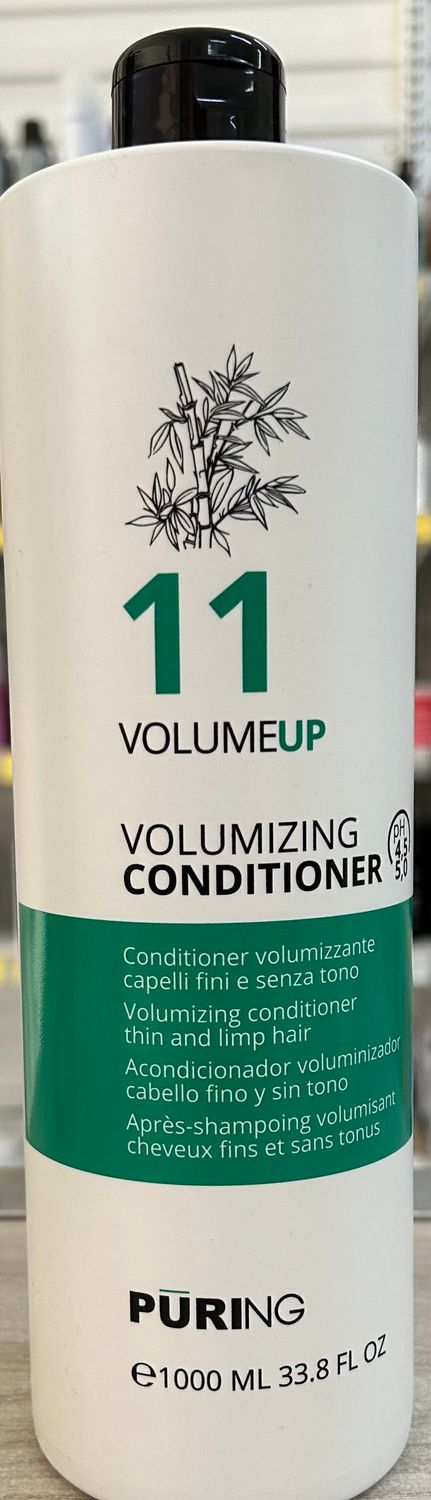 11
VOLUMEUP
VOLUMIZING
CONDITIONER
pH
4,5
5,0
Conditioner volumizzante
capelli fini e senza tono
Volumizing conditioner
thin and limp hair
Acondicionador voluminizador
cabello fino y sin tono
Après-shampoing volumisant
cheveux fins et sans tonus
PŪRING
℮1000 ML 33.8 FL OZ